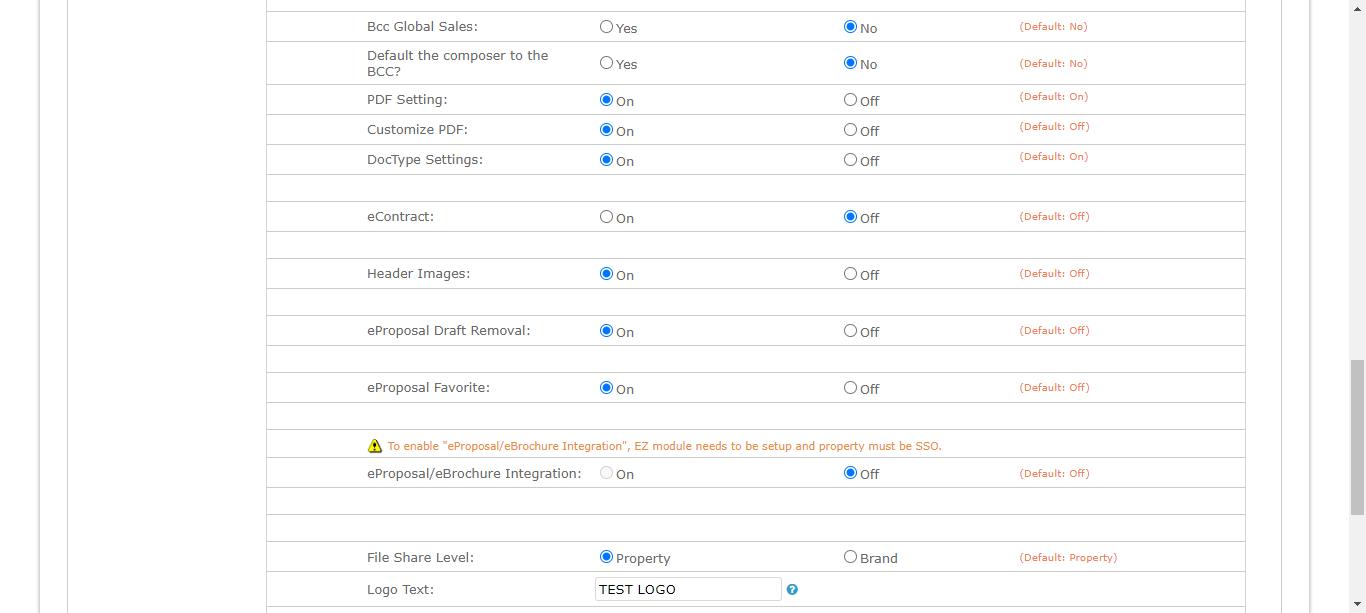 Bcc Global Sales: Yes No (Default: No)
Default the composer to the
BCC? Yes No (Default: No)
PDF Setting: On Off (Default: On)
Customize PDF: On Off (Default: Off)
DocType Settings: On Off (Default: On)
eContract: On Off (Default: Off)
Header Images: On Off (Default: Off)
eProposal Draft Removal: On Off (Default: Off)
eProposal Favorite: On Off (Default: Off)
To enable "eProposal/eBrochure Integration", EZ module needs to be setup and property must be SSO.
eProposal/eBrochure Integration: On Off (Default: Off)
File Share Level: Property Brand (Default: Property)
Logo Text: TEST LOGO ?